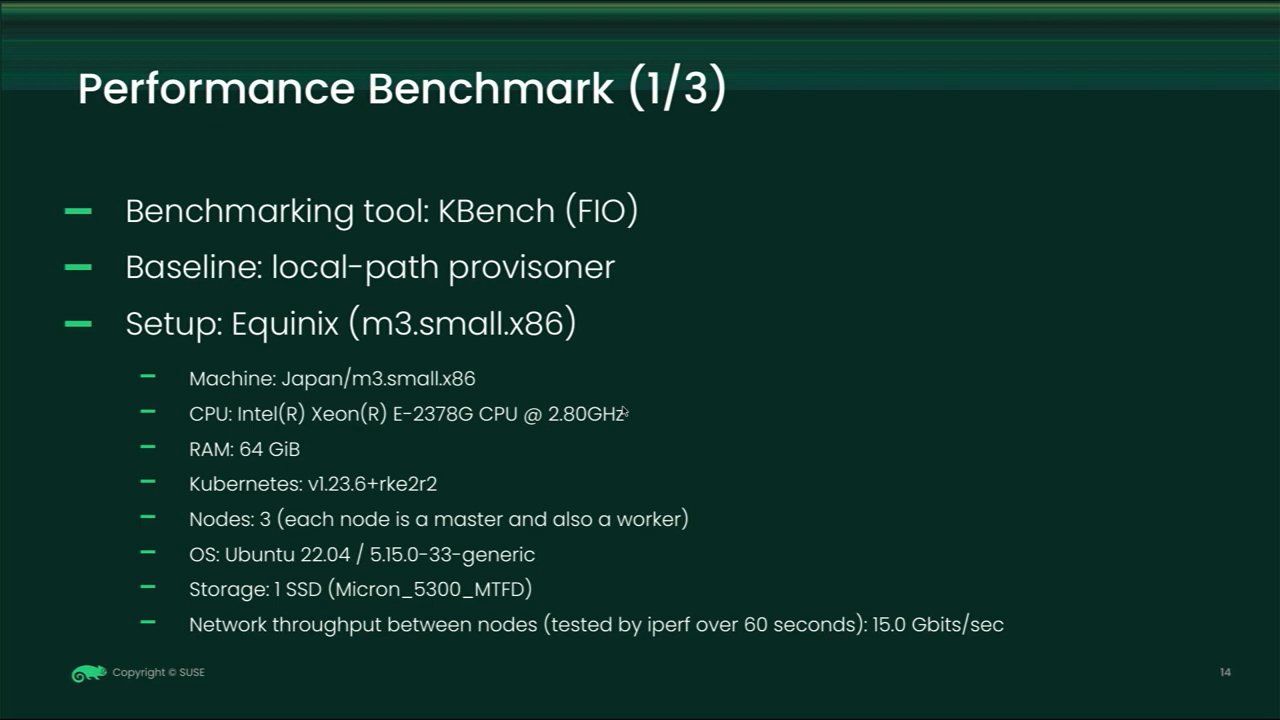 Performance Benchmark (1/3)
Benchmarking tool: KBench (FIO)
Baseline: local-path provisoner
Setup: Equinix (m3.small.x86)
Machine: Japan/m3.small.x86
CPU: Intel(R) Xeon(R) E-2378G CPU @ 2.80GHz
RAM: 64 GiB
Kubernetes: v1.23.6+rke2r2
Nodes: 3 (each node is a master and also a worker)
OS: Ubuntu 22.04 / 5.15.0-33-generic
Storage: 1 SSD (Micron_5300_MTFD)
Network throughput between nodes (tested by iperf over 60 seconds): 15.0 Gbits/sec
Copyright © SUSE
14